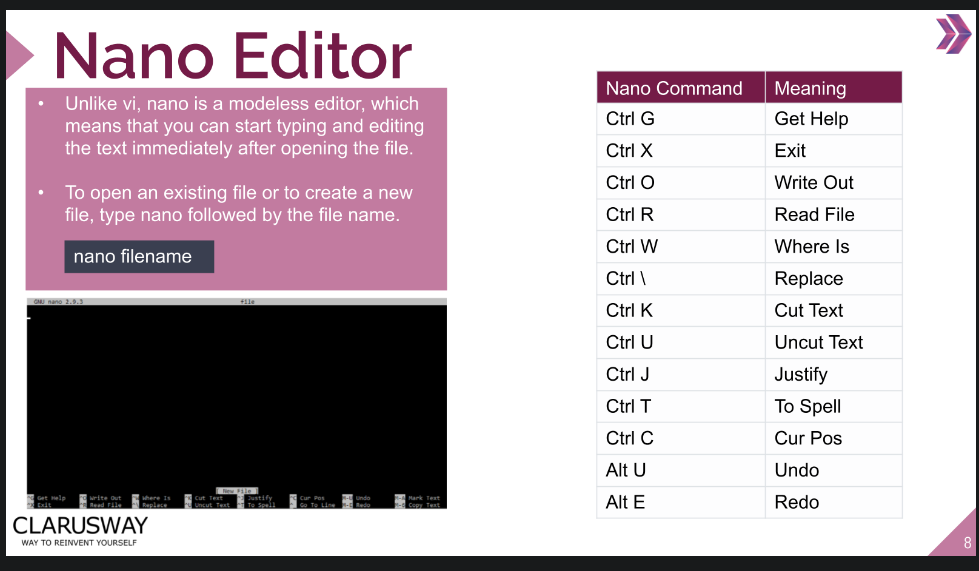 Nano Editor
• Unlike vi, nano is a modeless editor, which
means that you can start typing and editing
the text immediately after opening the file.
• To open an existing file or to create a new
file, type nano followed by the file name.
nano filename
GNU nano 2.9.3 file
[ New File ]
^G Get Help ^O Write Out ^W Where Is ^K Cut Text ^J Justify ^C Cur Pos M-U Undo M-A Mark Text
^X Exit ^R Read File ^\ Replace ^U Uncut Text ^T To Spell ^_ Go To Line M-E Redo M-6 Copy Text
CLARUSWAY
WAY TO REINVENT YOURSELF
Nano Command Meaning
Ctrl G Get Help
Ctrl X Exit
Ctrl O Write Out
Ctrl R Read File
Ctrl W Where Is
Ctrl \ Replace
Ctrl K Cut Text
Ctrl U Uncut Text
Ctrl J Justify
Ctrl T To Spell
Ctrl C Cur Pos
Alt U Undo
Alt E Redo
8